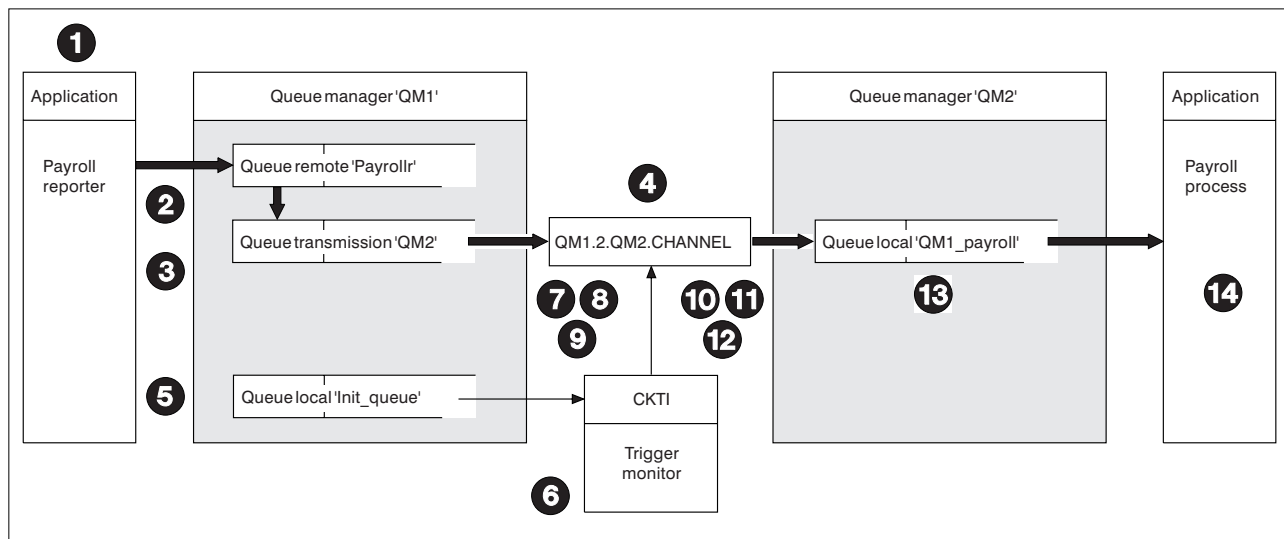 1
Application
Payroll
reporter
2
3
5
Queue manager 'QM1'
Queue remote 'Payrollr'
Queue transmission 'QM2'
Queue local 'Init_queue'
4
QM1.2.QM2.CHANNEL
7 8
9
10 11
12
CKTI
Trigger
monitor
6
Queue manager 'QM2'
Queue local 'QM1_payroll'
13
Application
Payroll
process
14